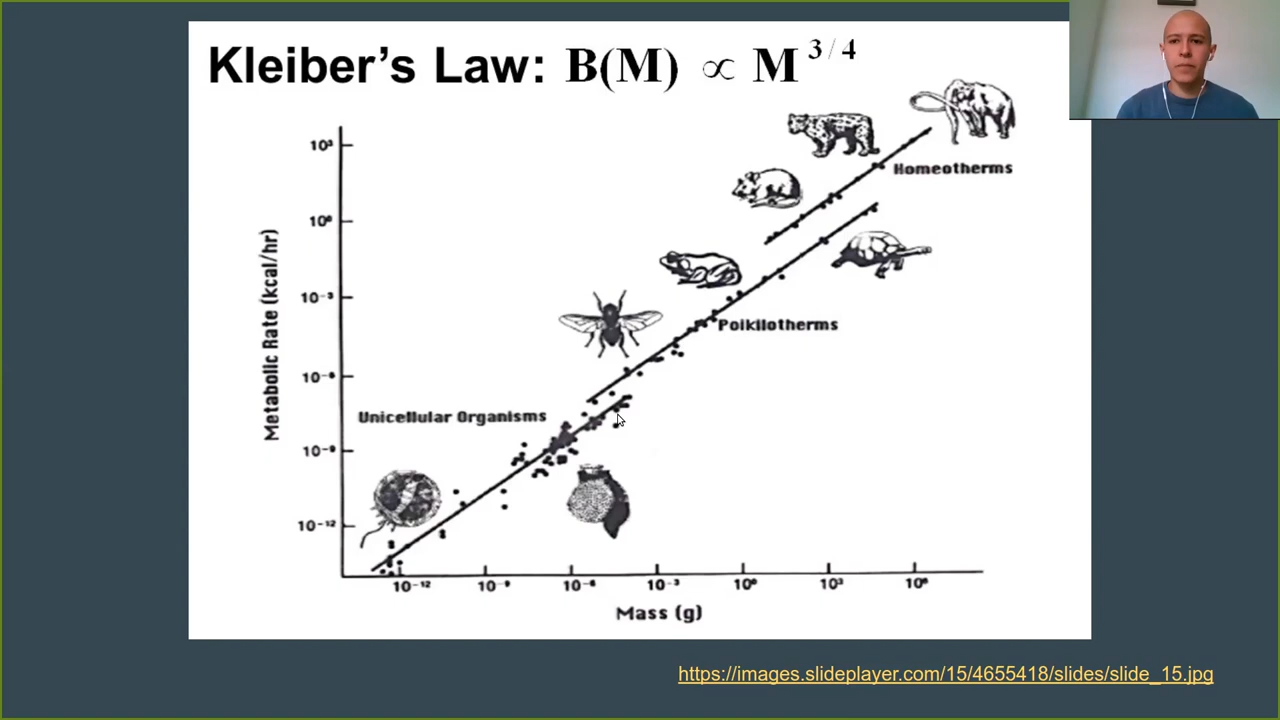 Kleiber's Law: B(M) ∝ M^3/4
10³
Homeotherms
10⁰
Metabolic Rate (kcal/hr)
10⁻³
Poikilotherms
10⁻⁶
Unicellular Organisms
10⁻⁹
10⁻¹²
10⁻¹² 10⁻⁹ 10⁻⁶ 10⁻³ 10⁰ 10³ 10⁶
Mass (g)
https://images.slideplayer.com/15/4655418/slides/slide_15.jpg